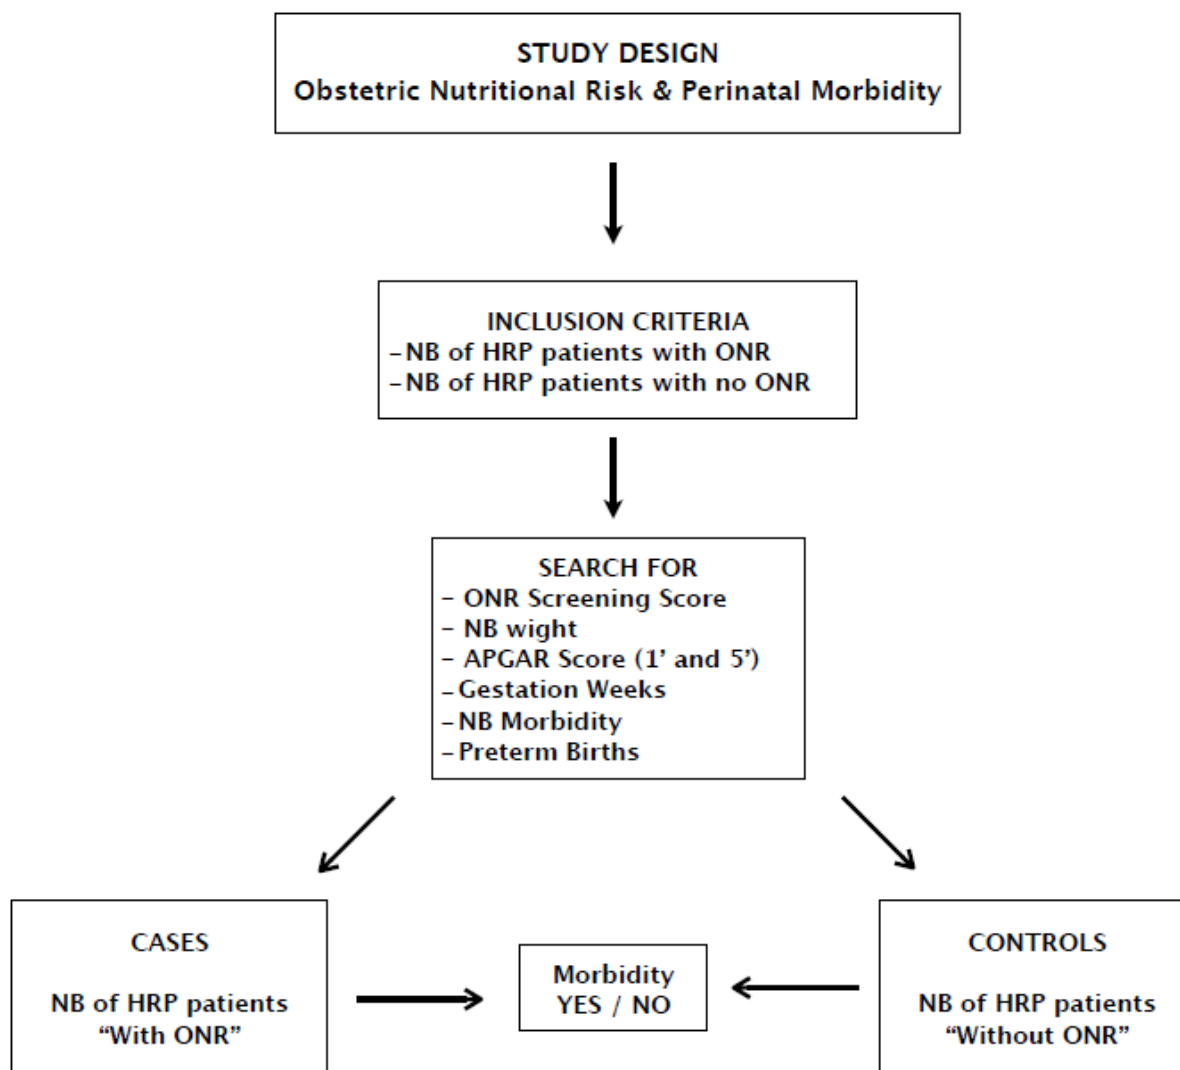 STUDY DESIGN
Obstetric Nutritional Risk & Perinatal Morbidity
INCLUSION CRITERIA
-NB of HRP patients with ONR
-NB of HRP patients with no ONR
SEARCH FOR
- ONR Screening Score
- NB wight
- APGAR Score (1' and 5')
-Gestation Weeks
-NB Morbidity
-Preterm Births
CASES
NB of HRP patients
“With ONR”
Morbidity
YES / NO
CONTROLS
NB of HRP patients
“Without ONR”